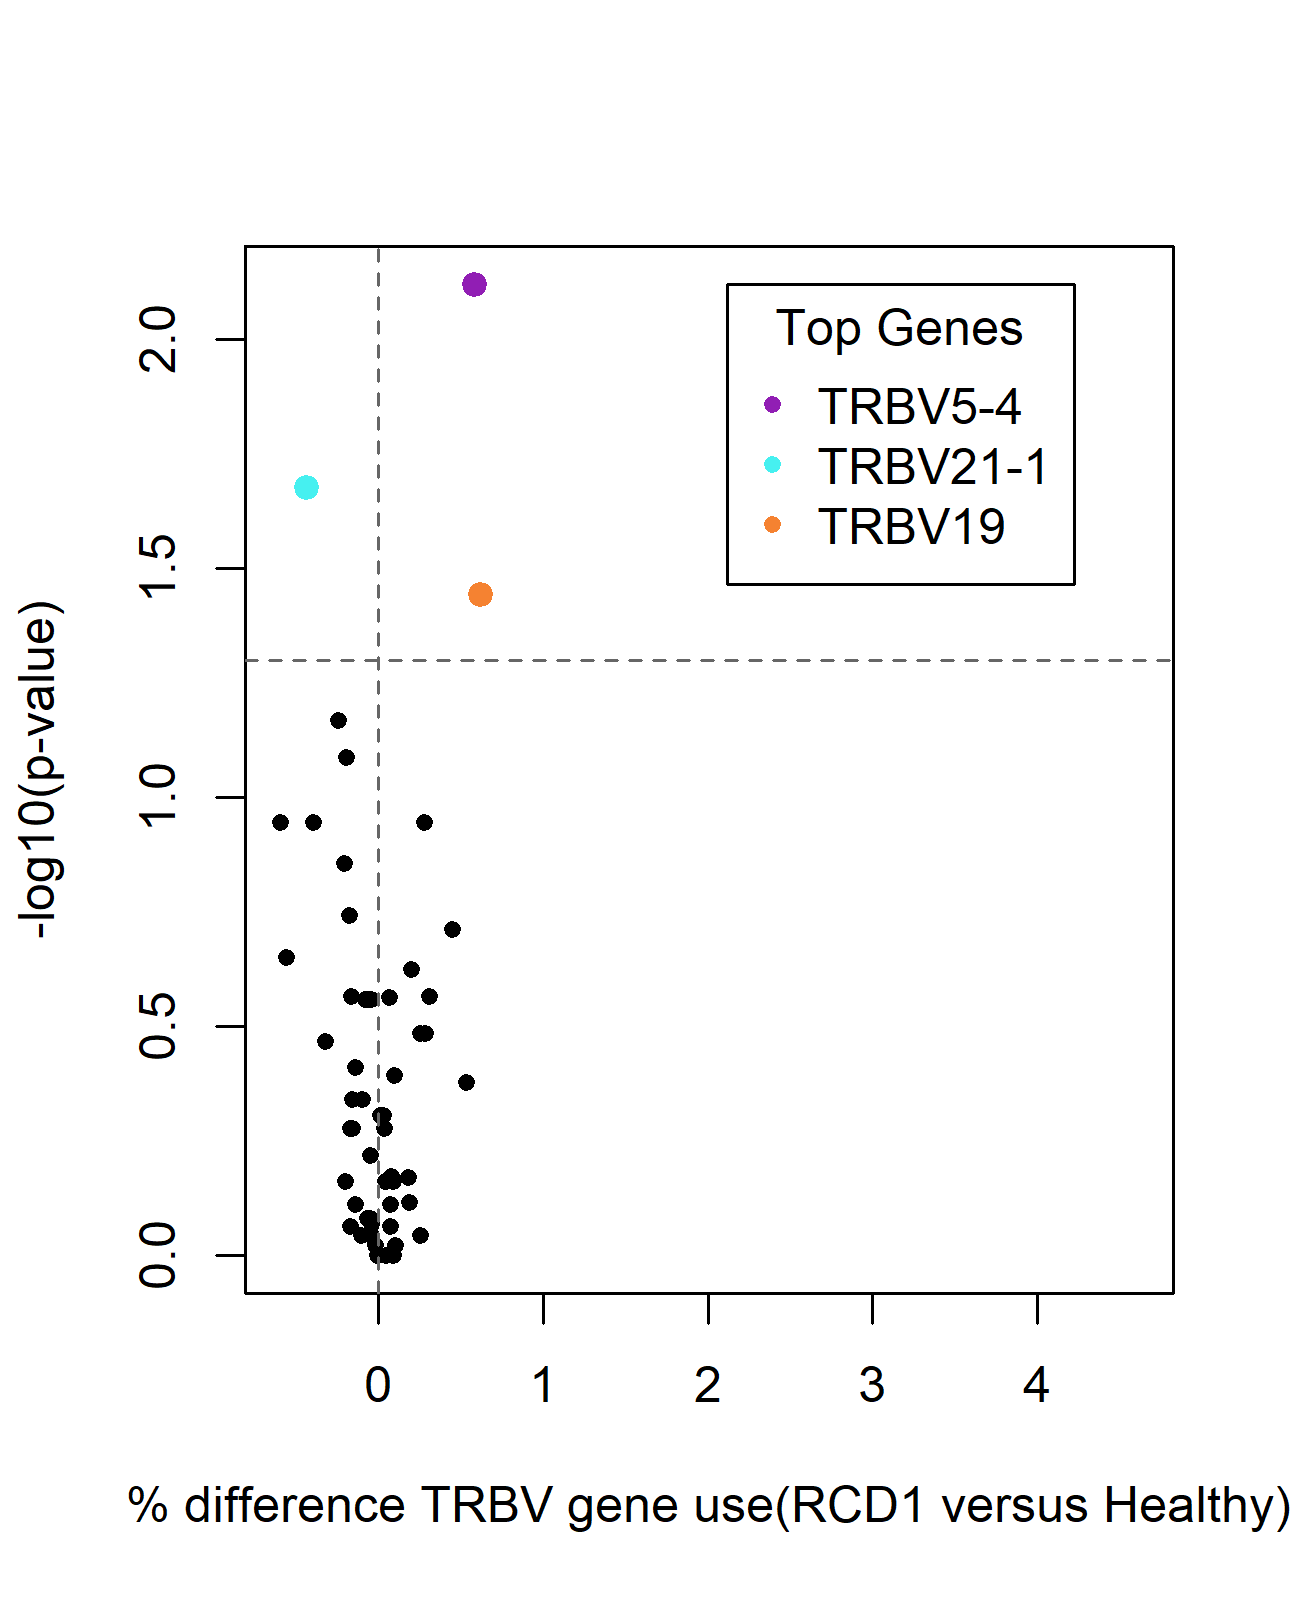 Top Genes
TRBV5-4
TRBV21-1
TRBV19
2.0
1.5
1.0
0.5
0.0
-log10(p-value)
0 1 2 3 4
% difference TRBV gene use(RCD1 versus Healthy)